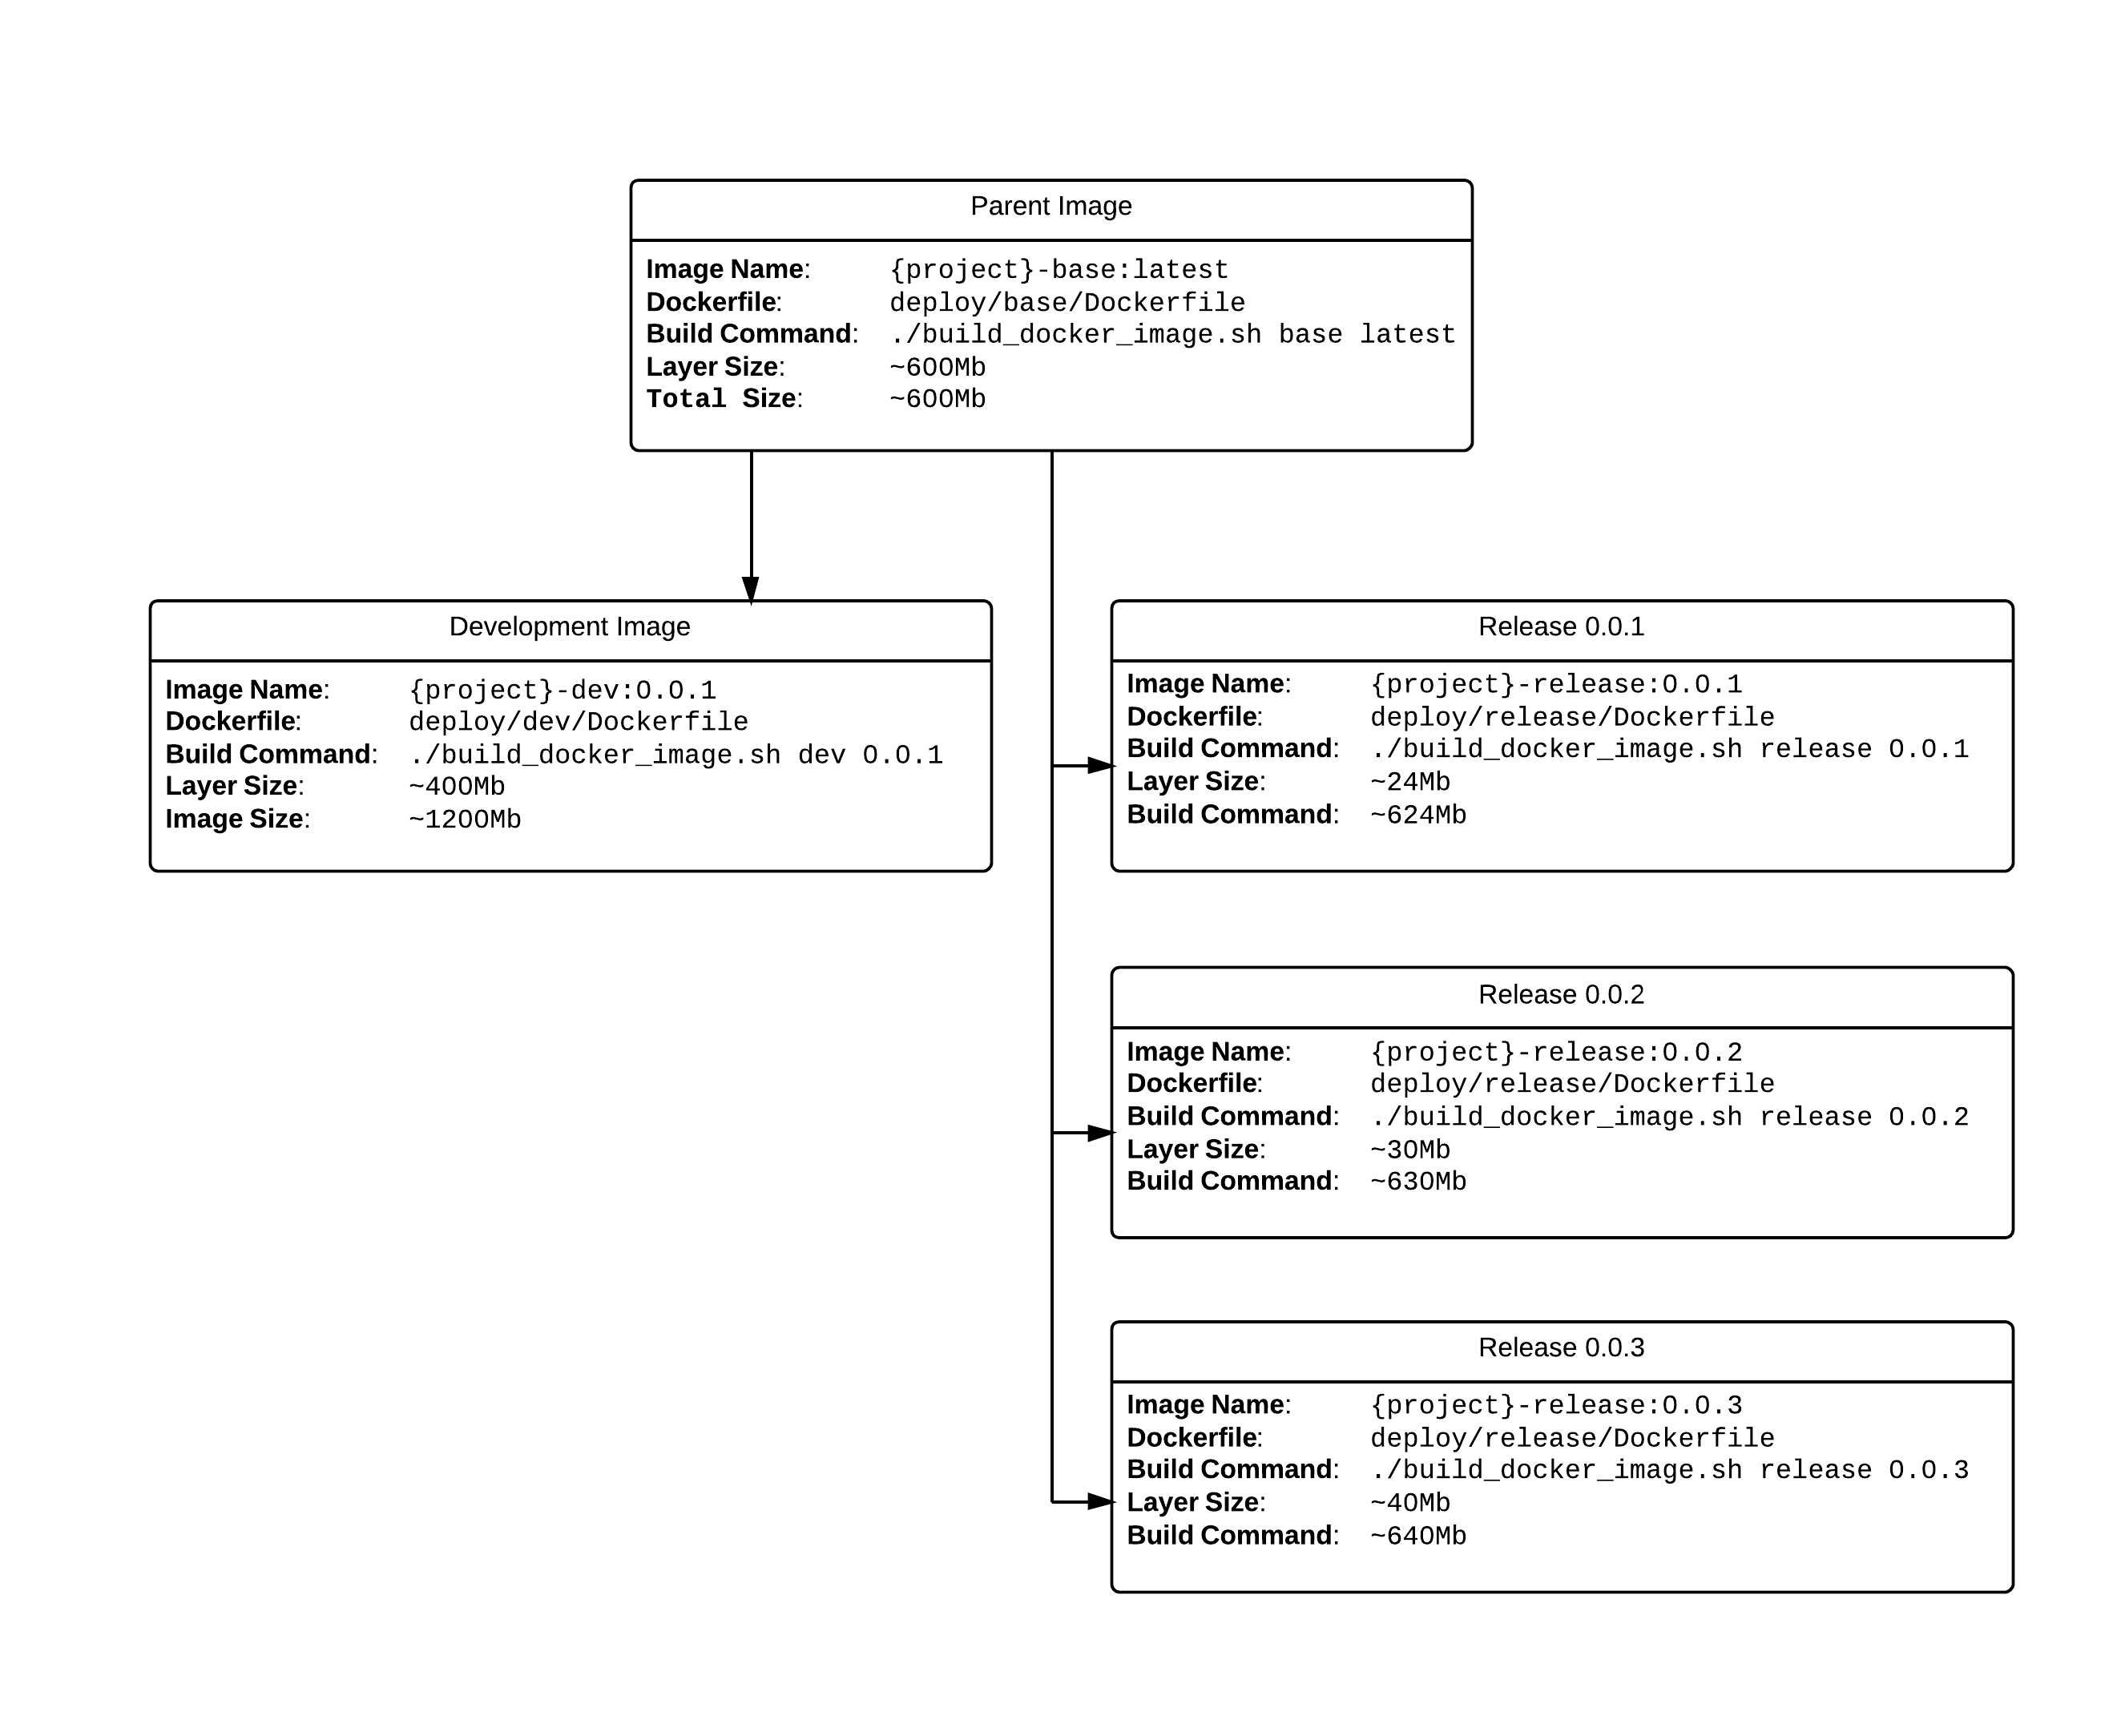 Parent Image
Image Name: {project}-base:latest
Dockerfile: deploy/base/Dockerfile
Build Command: ./build_docker_image.sh base latest
Layer Size: ~600Mb
Total Size: ~600Mb
Development Image
Image Name: {project}-dev:0.0.1
Dockerfile: deploy/dev/Dockerfile
Build Command: ./build_docker_image.sh dev 0.0.1
Layer Size: ~400Mb
Image Size: ~1200Mb
Release 0.0.1
Image Name: {project}-release:0.0.1
Dockerfile: deploy/release/Dockerfile
Build Command: ./build_docker_image.sh release 0.0.1
Layer Size: ~24Mb
Build Command: ~624Mb
Release 0.0.2
Image Name: {project}-release:0.0.2
Dockerfile: deploy/release/Dockerfile
Build Command: ./build_docker_image.sh release 0.0.2
Layer Size: ~30Mb
Build Command: ~630Mb
Release 0.0.3
Image Name: {project}-release:0.0.3
Dockerfile: deploy/release/Dockerfile
Build Command: ./build_docker_image.sh release 0.0.3
Layer Size: ~40Mb
Build Command: ~640Mb